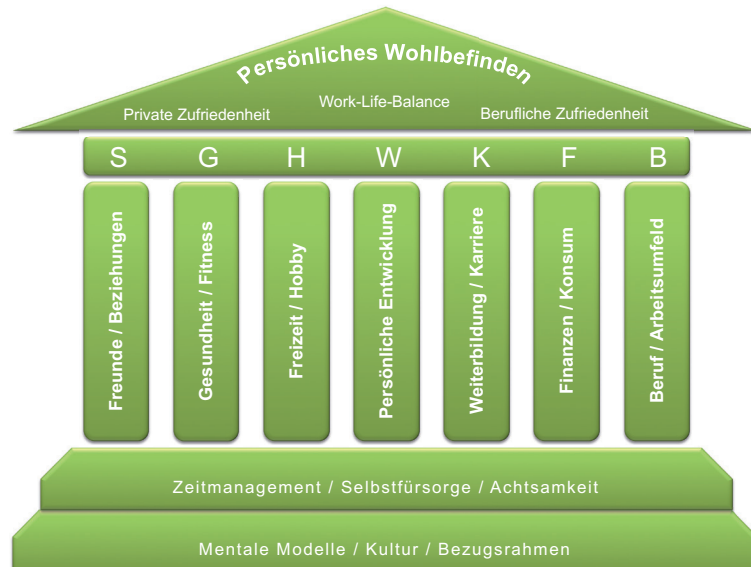 Persönliches Wohlbefinden
Private Zufriedenheit
Work-Life-Balance
Berufliche Zufriedenheit
S G H W K F B
Freunde / Beziehungen
Gesundheit / Fitness
Freizeit / Hobby
Persönliche Entwicklung
Weiterbildung / Karriere
Finanzen / Konsum
Beruf / Arbeitsumfeld
Zeitmanagement / Selbstfürsorge / Achtsamkeit
Mentale Modelle / Kultur / Bezugsrahmen